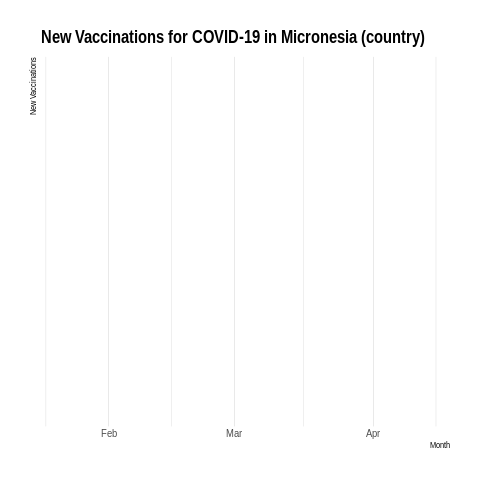 New Vaccinations for COVID-19 in Micronesia (country)
New Vaccinations
Feb Mar Apr
Month